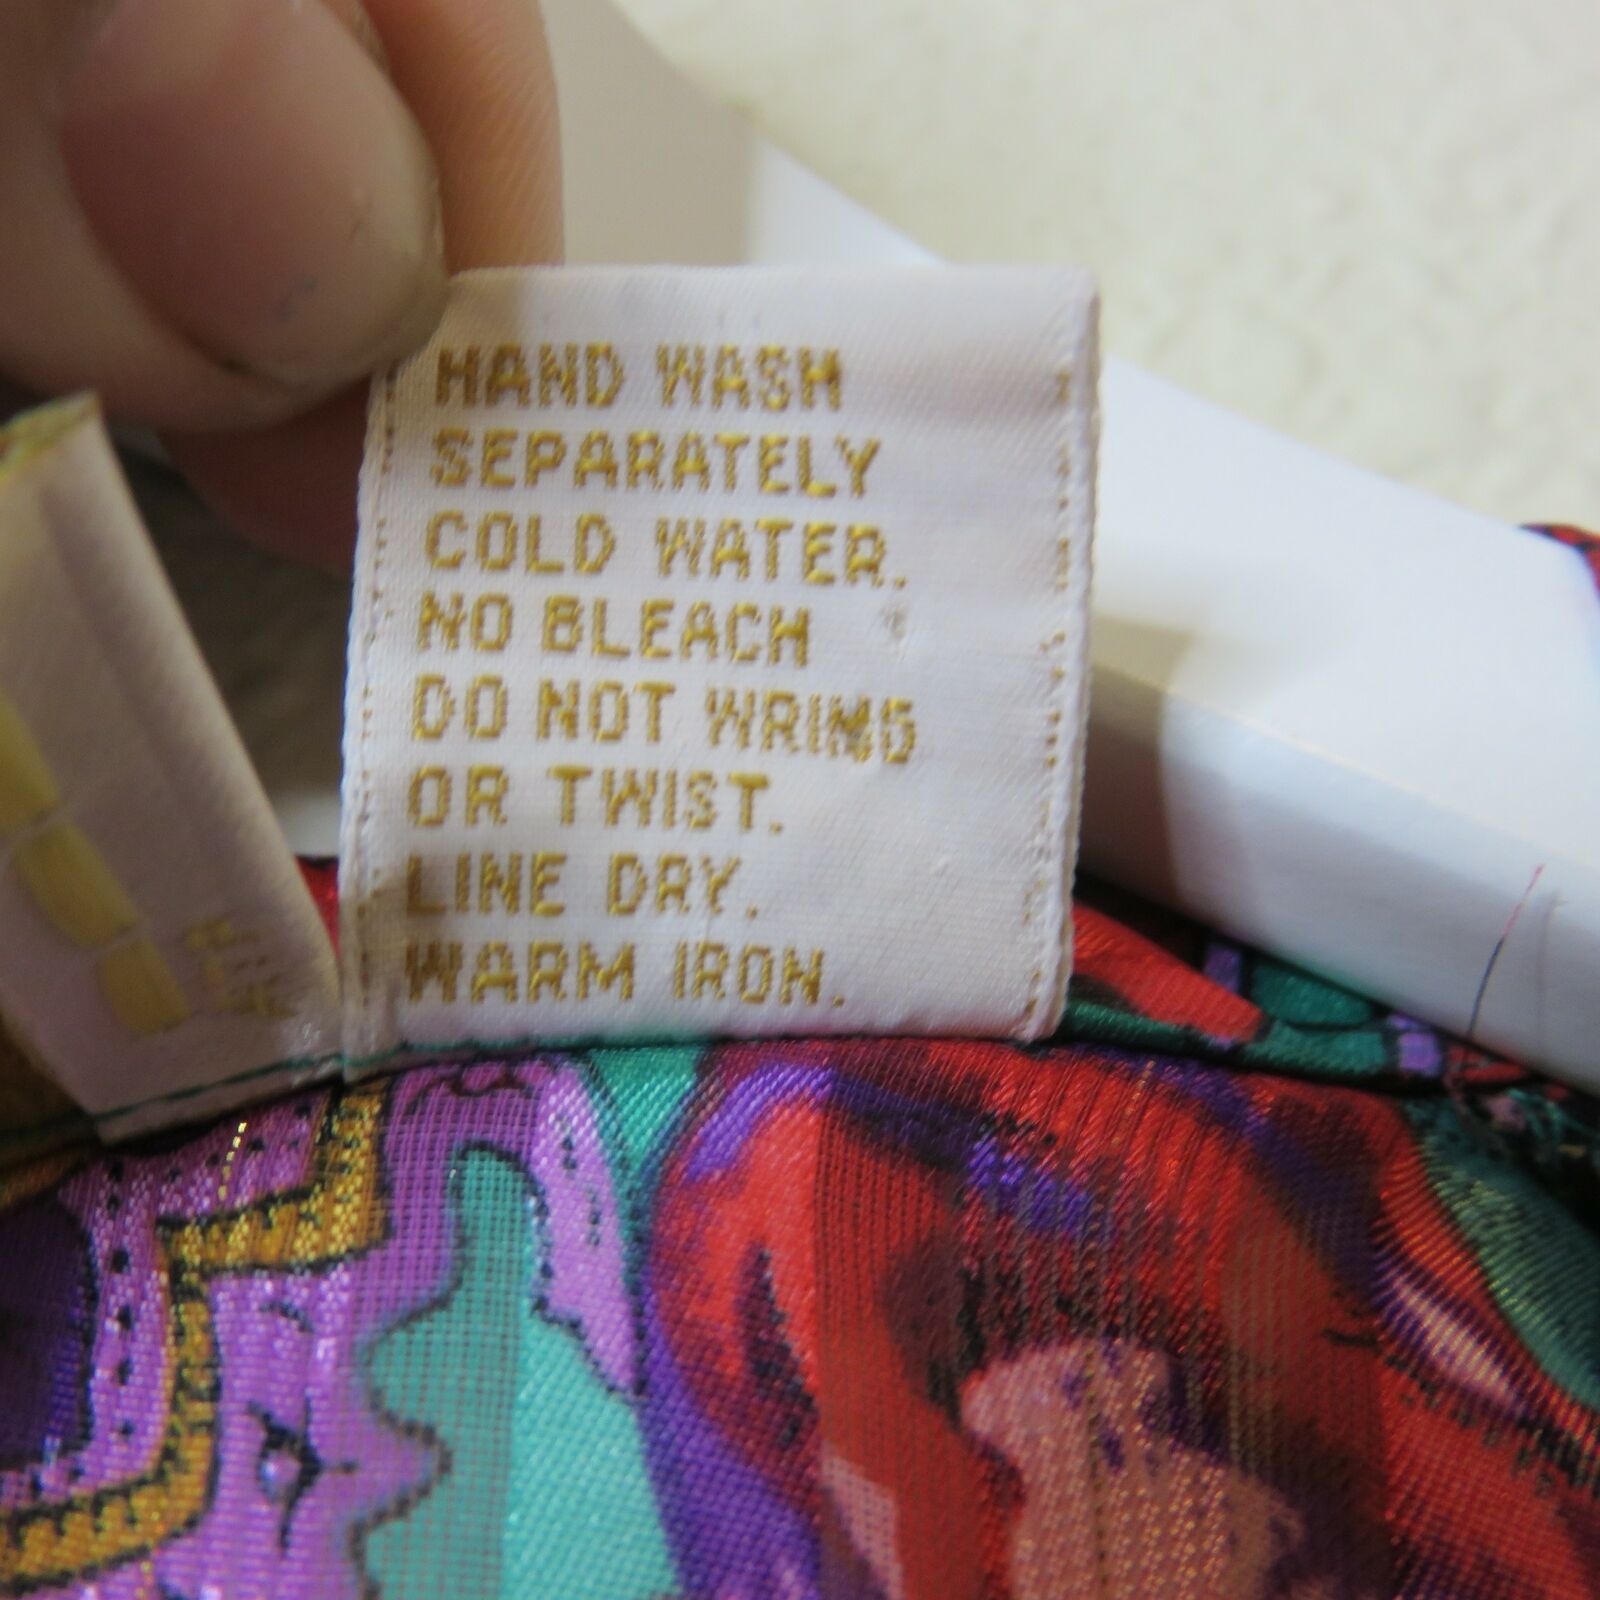 HAND WASH
SEPARATELY
COLD WATER.
NO BLEACH
DO NOT WRING
OR TWIST.
LINE DRY.
WARM IRON.